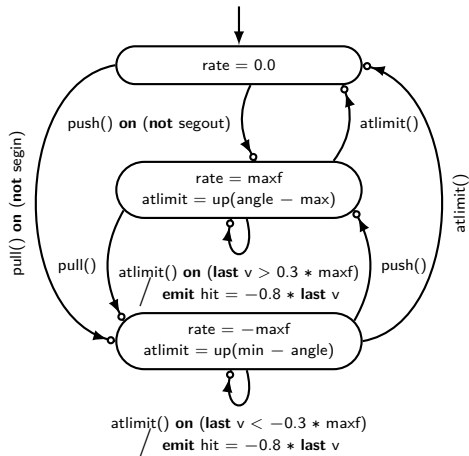 rate = 0.0
push() on (not segout)
atlimit()
pull() on (not segin)
atlimit()
rate = maxf
atlimit = up(angle − max)
pull()
push()
atlimit() on (last v > 0.3 * maxf)
emit hit = −0.8 * last v
rate = −maxf
atlimit = up(min − angle)
atlimit() on (last v < −0.3 * maxf)
emit hit = −0.8 * last v